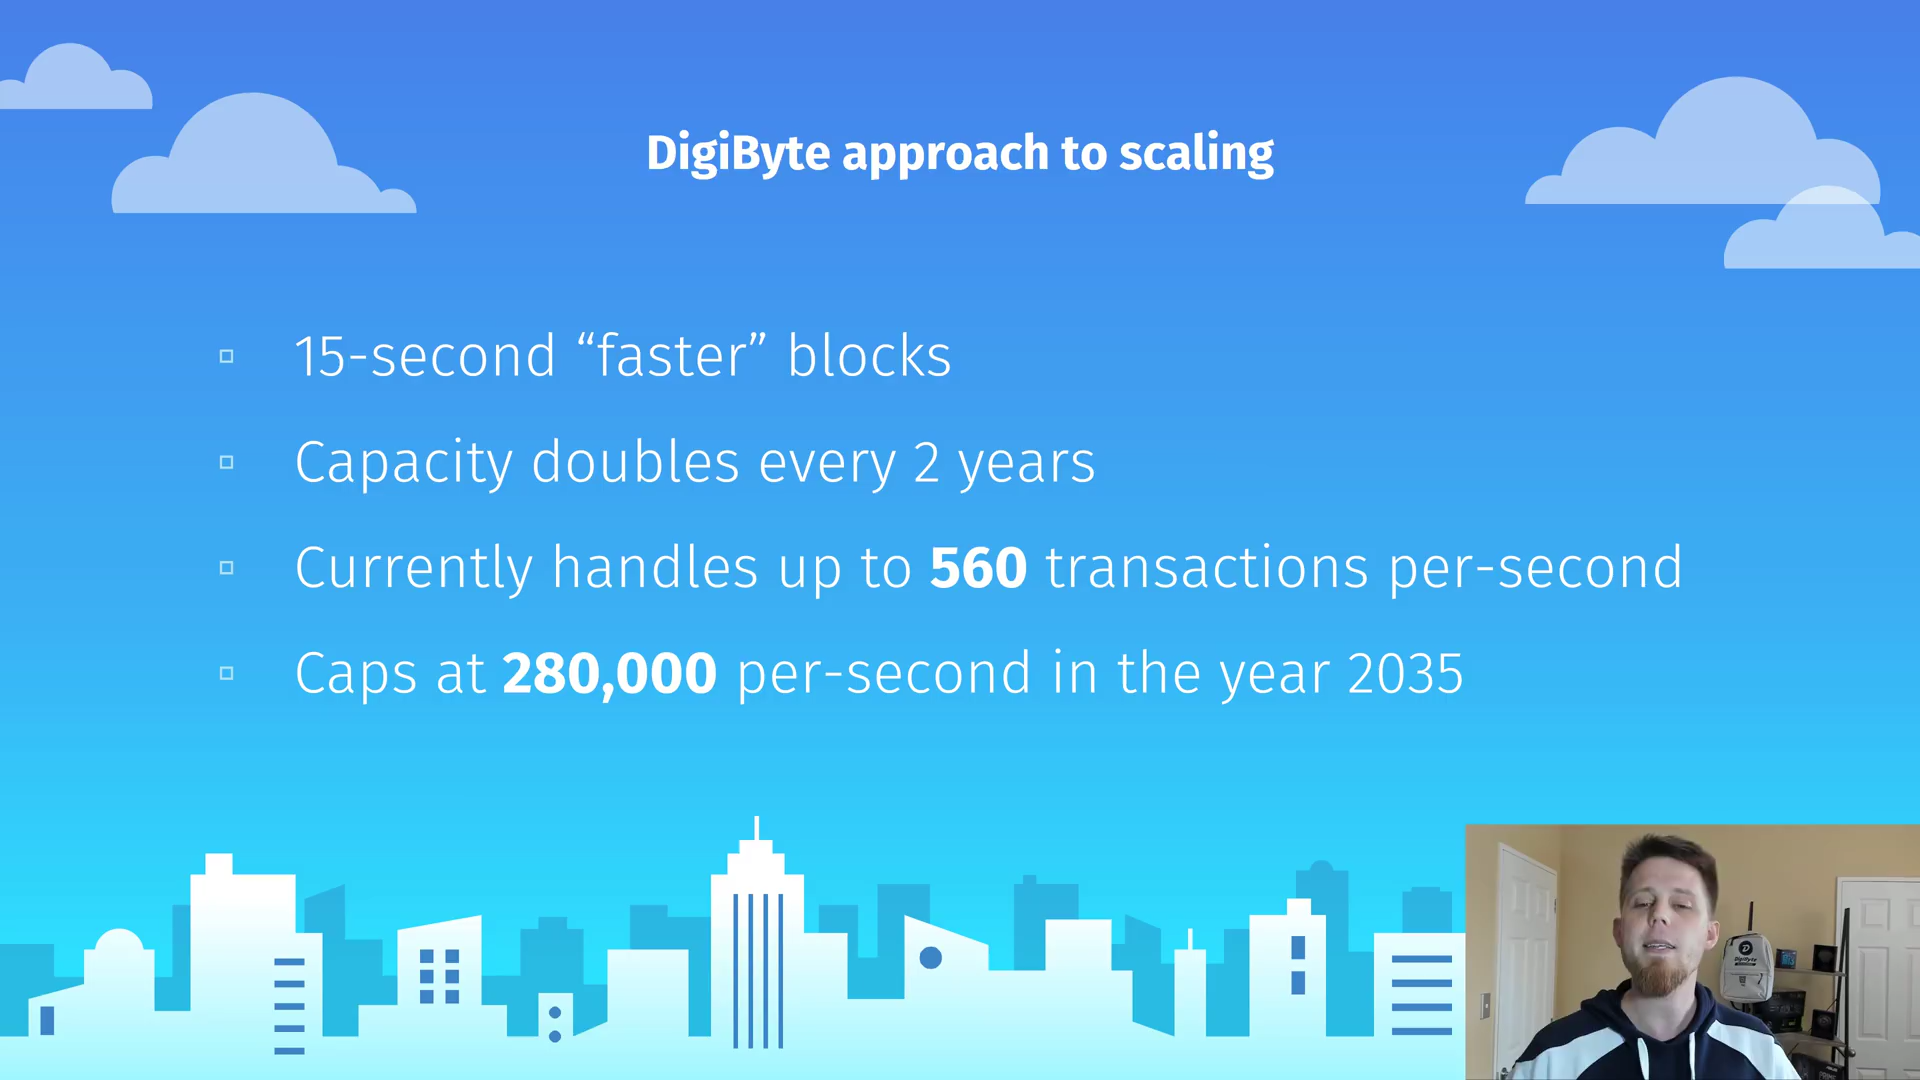 DigiByte approach to scaling
15-second “faster” blocks
Capacity doubles every 2 years
Currently handles up to 560 transactions per-second
Caps at 280,000 per-second in the year 2035
DigiByte